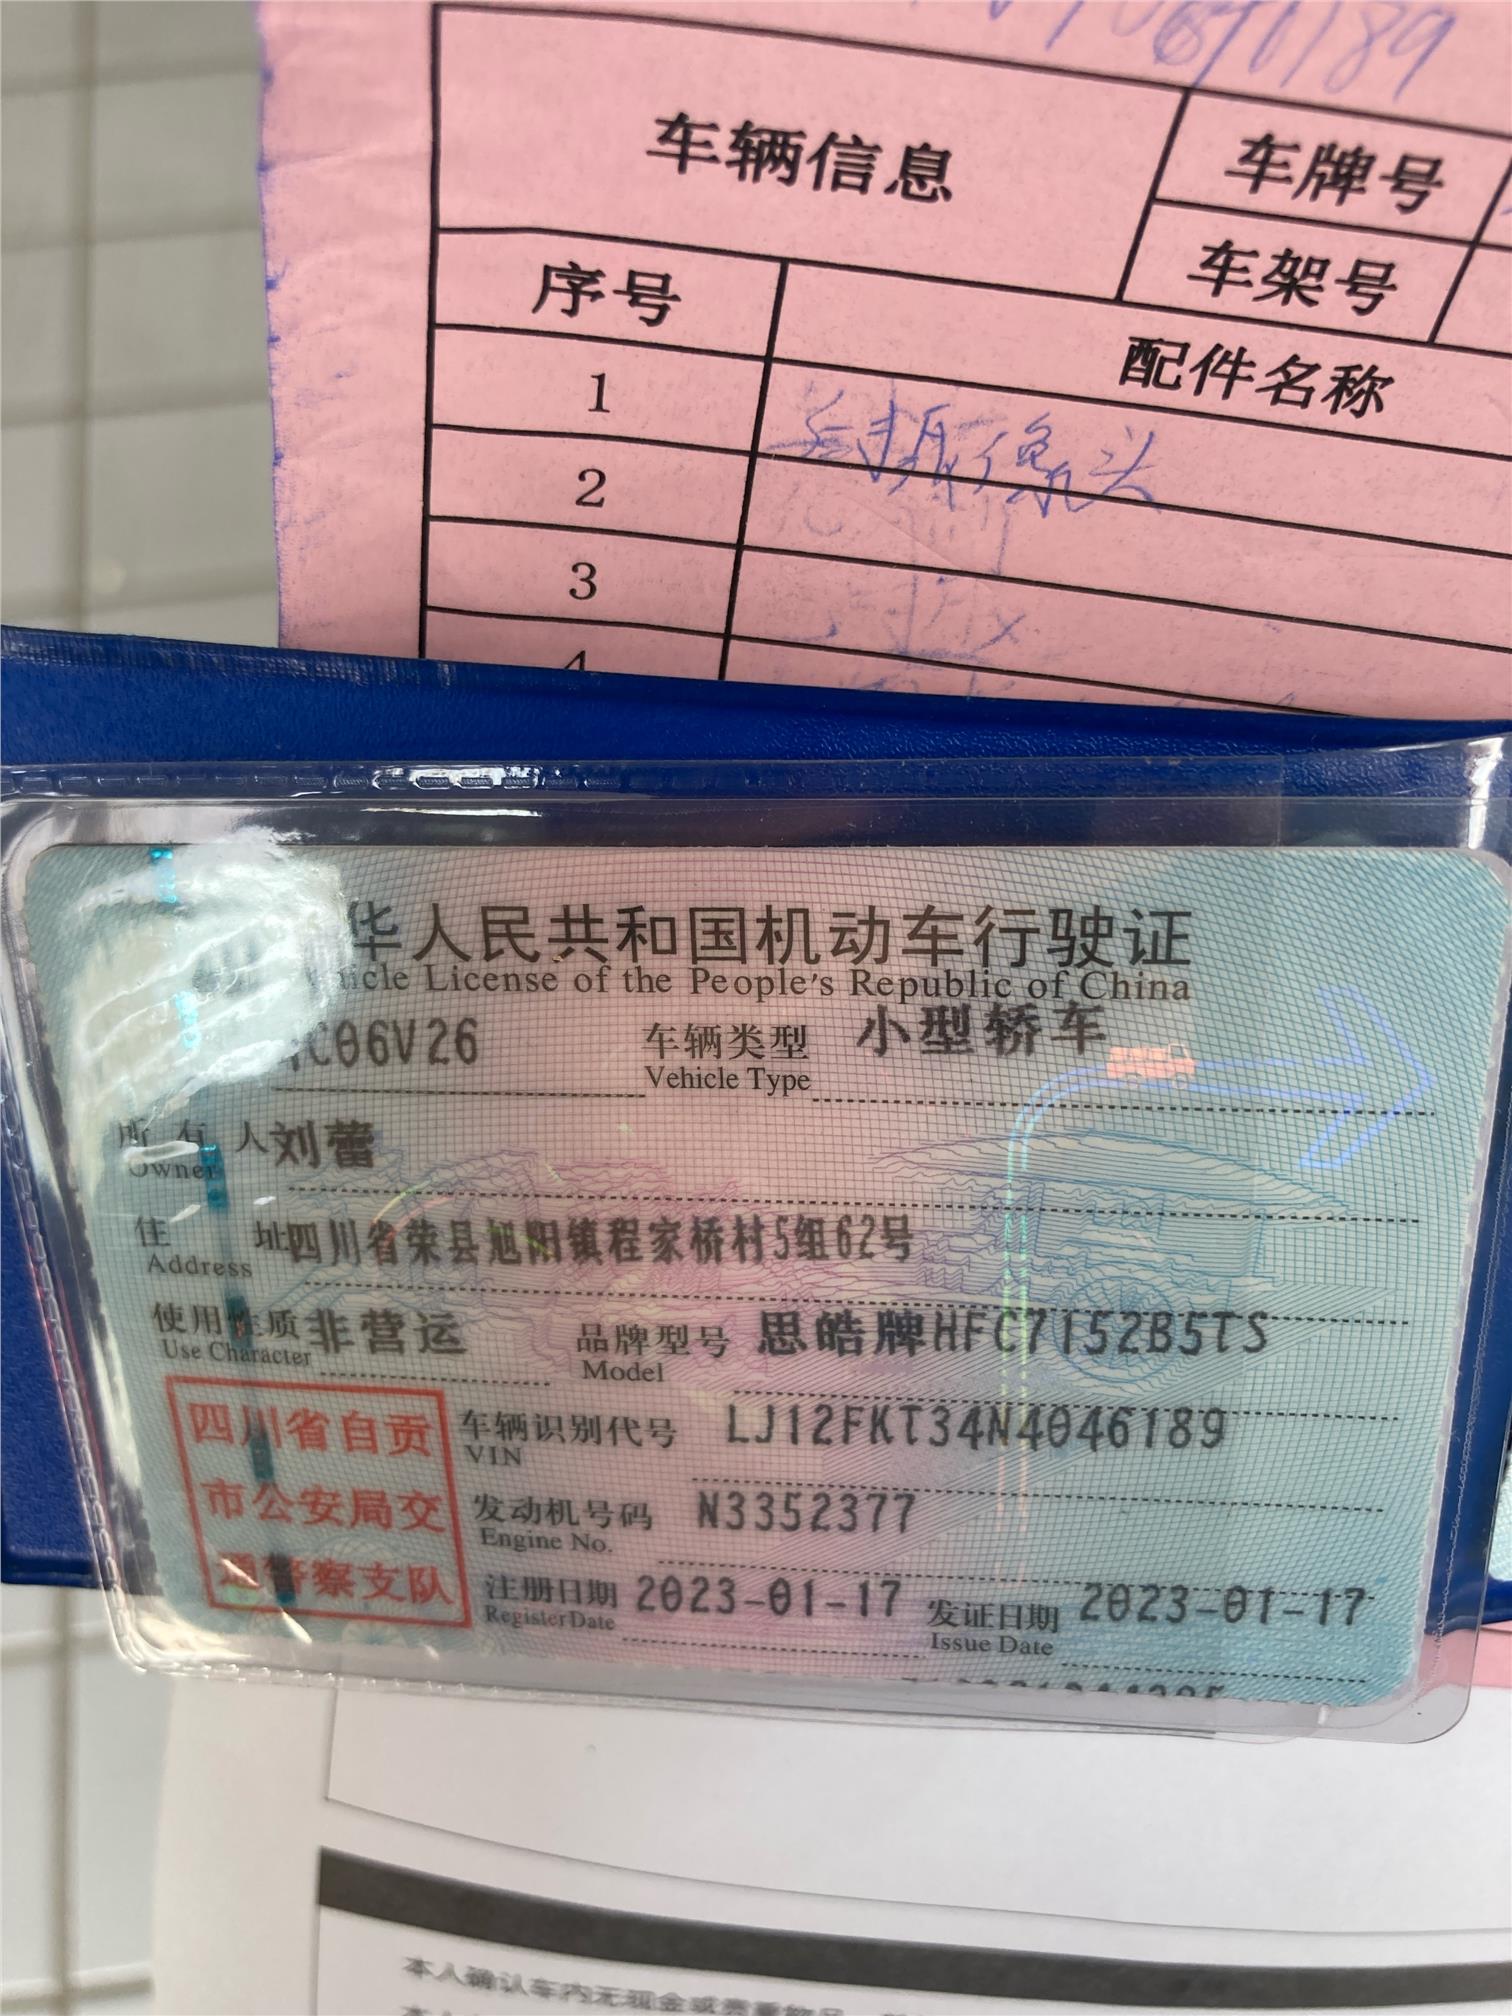 189
车辆信息
车牌号
车架号
序号
配件名称
1
后摄像头
2
3
4
华人民共和国机动车行驶证
icle License of the People's Republic of China
C06V26
车辆类型 小型轿车
Vehicle Type
所有人 刘蕾
Owner
住址 四川省荣县旭阳镇程家桥村5组62号
Address
使用性质 非营运
Use Character
品牌型号 思皓牌HFC7152B5TS
Model
四川省自贡
市公安局交
通警察支队
车辆识别代号 LJ12FKT34N4046189
VIN
发动机号码 N3352377
Engine No.
注册日期 2023-01-17
Register Date
发证日期 2023-01-17
Issue Date
本人确认车内无现金或贵重物品